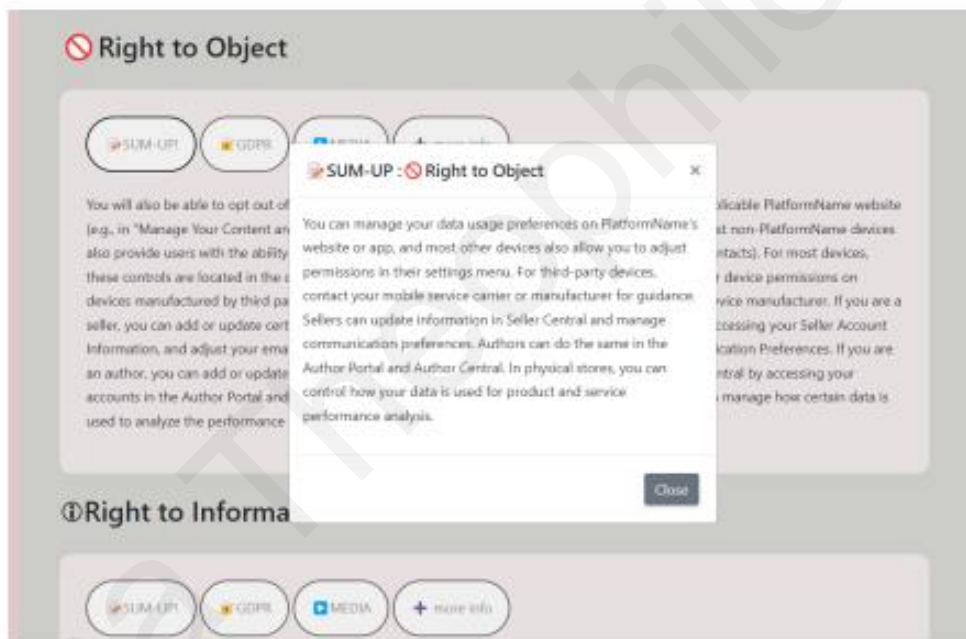 🚫 Right to Object
SUM-UP!
GDPR
MEDIA
+ more info
You will also be able to opt out of
(e.g., in "Manage Your Content an
also provide users with the ability
these controls are located in the
devices manufactured by third pa
seller, you can add or update cert
Information, and adjust your ema
an author, you can add or update
accounts in the Author Portal and
used to analyze the performance
SUM-UP : 🚫 Right to Object
×
You can manage your data usage preferences on PlatformName's
website or app, and most other devices also allow you to adjust
permissions in their settings menu. For third-party devices,
contact your mobile service carrier or manufacturer for guidance.
Sellers can update information in Seller Central and manage
communication preferences. Authors can do the same in the
Author Portal and Author Central. In physical stores, you can
control how your data is used for product and service
performance analysis.
Close
plicable PlatformName website
st non-PlatformName devices
ntacts). For most devices,
device permissions on
vice manufacturer. If you are a
ccessing your Seller Account
ication Preferences. If you are
ntral by accessing your
manage how certain data is
Right to Informa
SUM-UP!
GDPR
MEDIA
+ more info